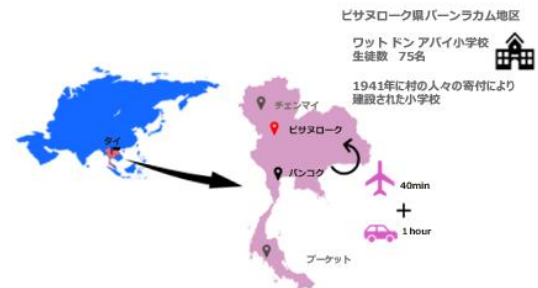 ピサヌローク県バーンラカム地区
ワット ドン アパイ小学校
生徒数 75名
1941年に村の人々の寄付により
建設された小学校
チェンマイ
ピサヌローク
タイ
バンコク
40min
+
1 hour
プーケット